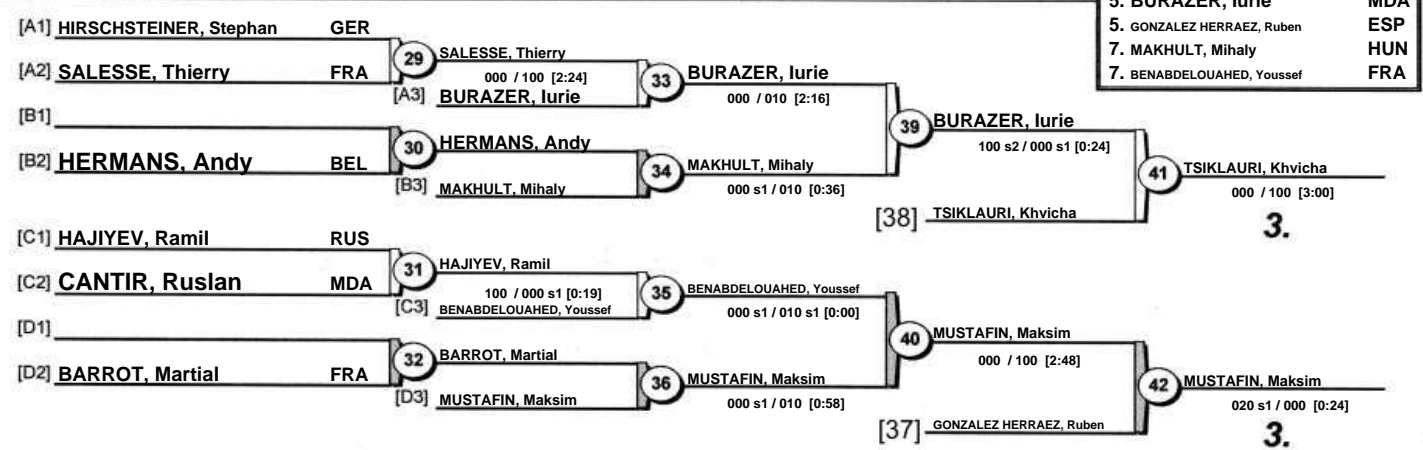 5. BURAZER, Iurie MDA
5. GONZALEZ HERRAEZ, Ruben ESP
7. MAKHULT, Mihaly HUN
7. BENABDELOUAHED, Youssef FRA
[A1] HIRSCHSTEINER, Stephan GER
29
SALESSE, Thierry
[A2] SALESSE, Thierry FRA
000 / 100 [2:24]
33
BURAZER, Iurie
[A3] BURAZER, Iurie
000 / 010 [2:16]
[B1]
39
BURAZER, Iurie
30
HERMANS, Andy
100 s2 / 000 s1 [0:24]
[B2] HERMANS, Andy BEL
34
MAKHULT, Mihaly
41
TSIKLAURI, Khvicha
[B3] MAKHULT, Mihaly
000 s1 / 010 [0:36]
000 / 100 [3:00]
[38] TSIKLAURI, Khvicha
3.
[C1] HAJIYEV, Ramil RUS
31
HAJIYEV, Ramil
[C2] CANTIR, Ruslan MDA
100 / 000 s1 [0:19]
35
BENABDELOUAHED, Youssef
[C3] BENABDELOUAHED, Youssef
000 s1 / 010 s1 [0:00]
[D1]
40
MUSTAFIN, Maksim
32
BARROT, Martial
000 / 100 [2:48]
[D2] BARROT, Martial FRA
36
MUSTAFIN, Maksim
42
MUSTAFIN, Maksim
[D3] MUSTAFIN, Maksim
000 s1 / 010 [0:58]
020 s1 / 000 [0:24]
[37] GONZALEZ HERRAEZ, Ruben
3.